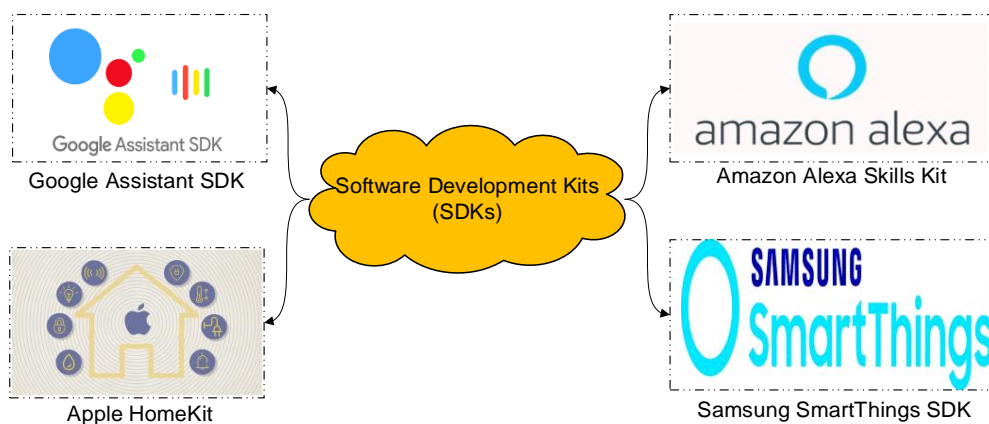 Google Assistant SDK
Google Assistant SDK
amazon alexa
Amazon Alexa Skills Kit
Software Development Kits
(SDKs)
Apple HomeKit
SAMSUNG
SmartThings
Samsung SmartThings SDK